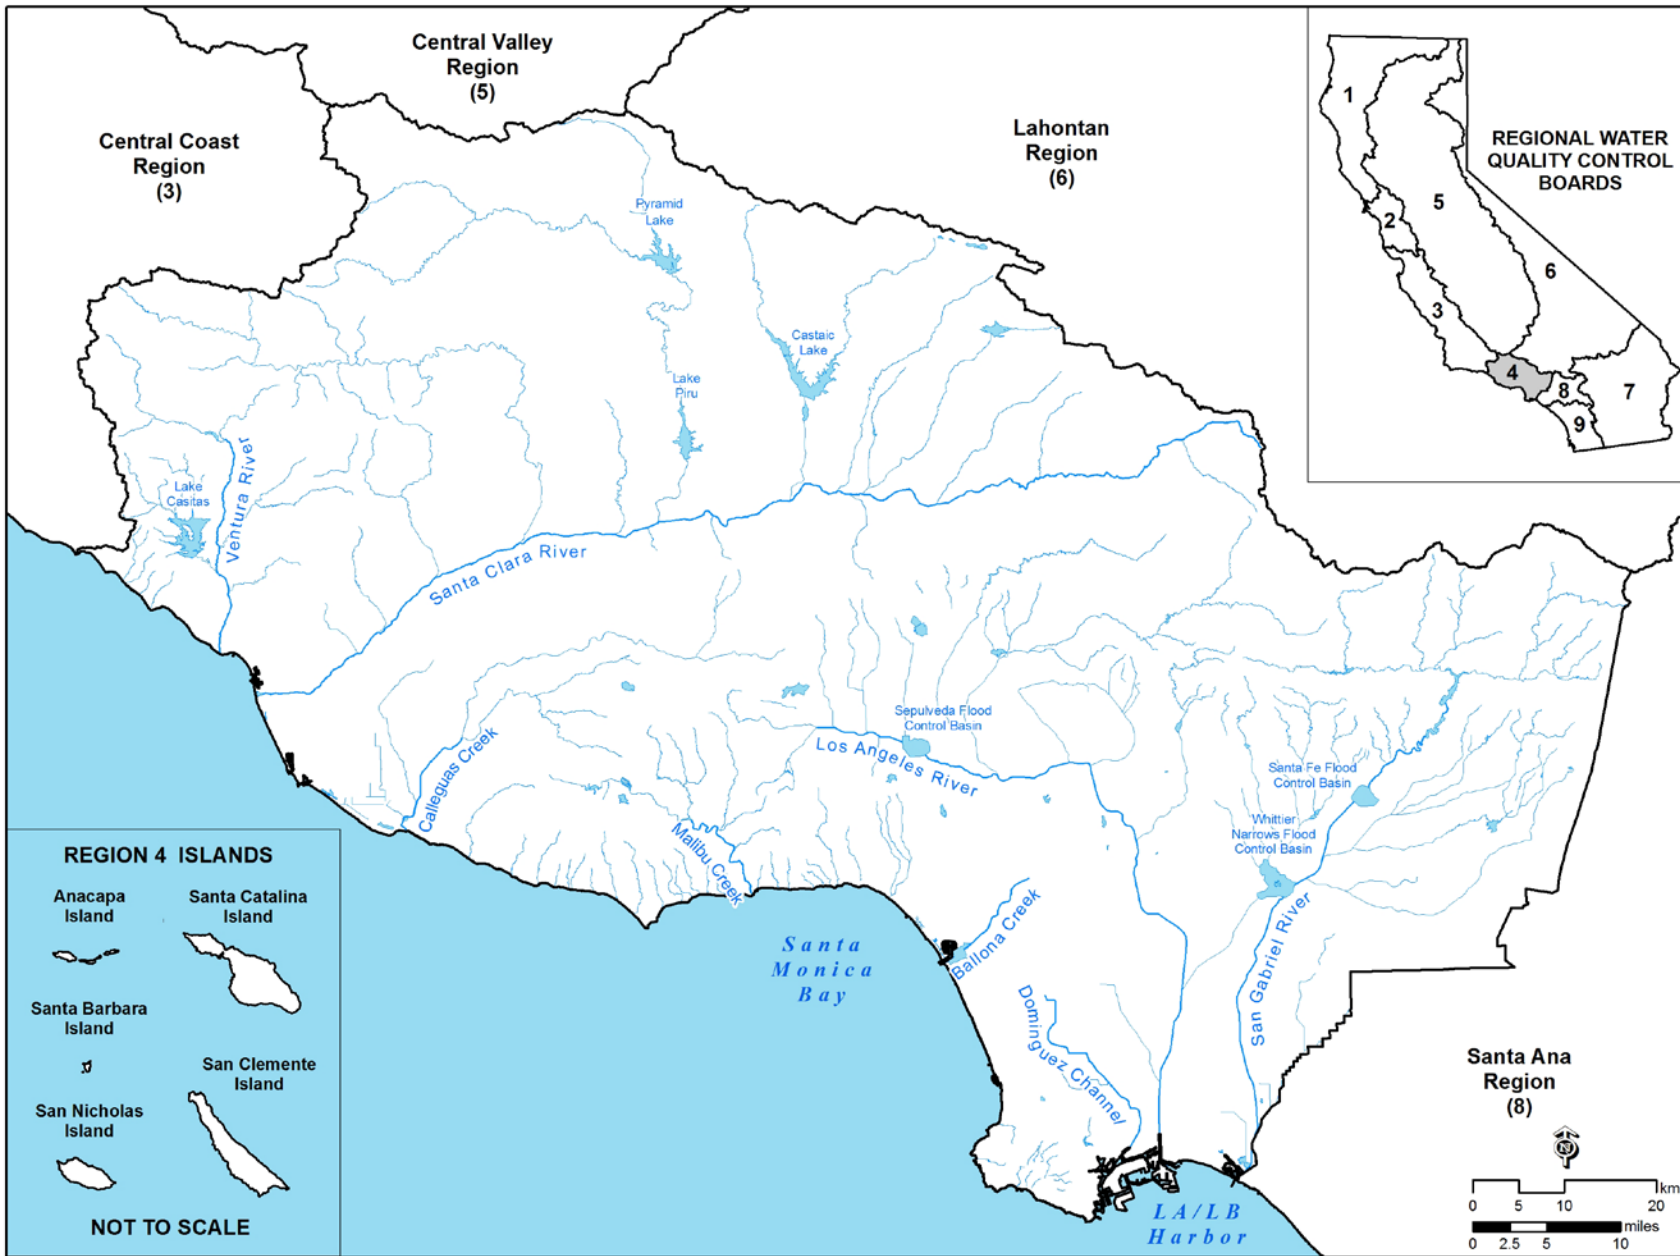 Central Valley
Region
(5)
Central Coast
Region
(3)
Lahontan
Region
(6)
REGIONAL WATER
QUALITY CONTROL
BOARDS
1
2
3
4
5
6
7
8
9
Pyramid
Lake
Castaic
Lake
Lake
Piru
Lake
Casitas
Ventura River
Santa Clara River
Calleguas Creek
Malibu Creek
Sepulveda Flood
Control Basin
Los Angeles River
Santa Fe Flood
Control Basin
Whittier
Narrows Flood
Control Basin
San Gabriel River
Ballona Creek
Dominguez Channel
Santa
Monica
Bay
LA/LB
Harbor
Santa Ana
Region
(8)
REGION 4 ISLANDS
Anacapa
Island
Santa Catalina
Island
Santa Barbara
Island
San Clemente
Island
San Nicholas
Island
NOT TO SCALE
N
km
0 5 10 20
miles
0 2.5 5 10